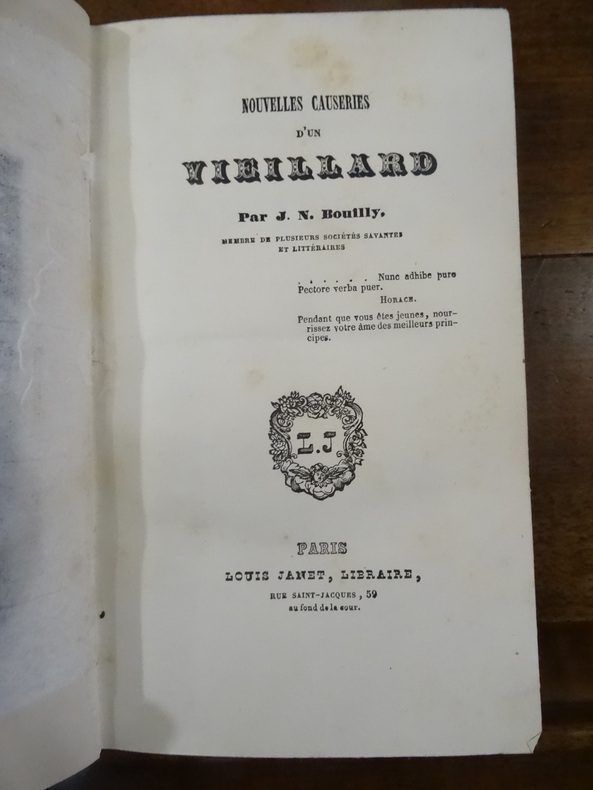 NOUVELLES CAUSERIES
D'UN
VIEILLARD
Par J. N. Bouilly,
MEMBRE DE PLUSIEURS SOCIÉTÉS SAVANTES
ET LITTÉRAIRES
. . . . . . Nunc adhibe puro
Pectore verba puer.
HORACE.
Pendant que vous êtes jeunes, nour-
rissez votre âme des meilleurs prin-
cipes.
L.J
PARIS
LOUIS JANET, LIBRAIRE,
RUE SAINT-JACQUES, 59
au fond de la cour.